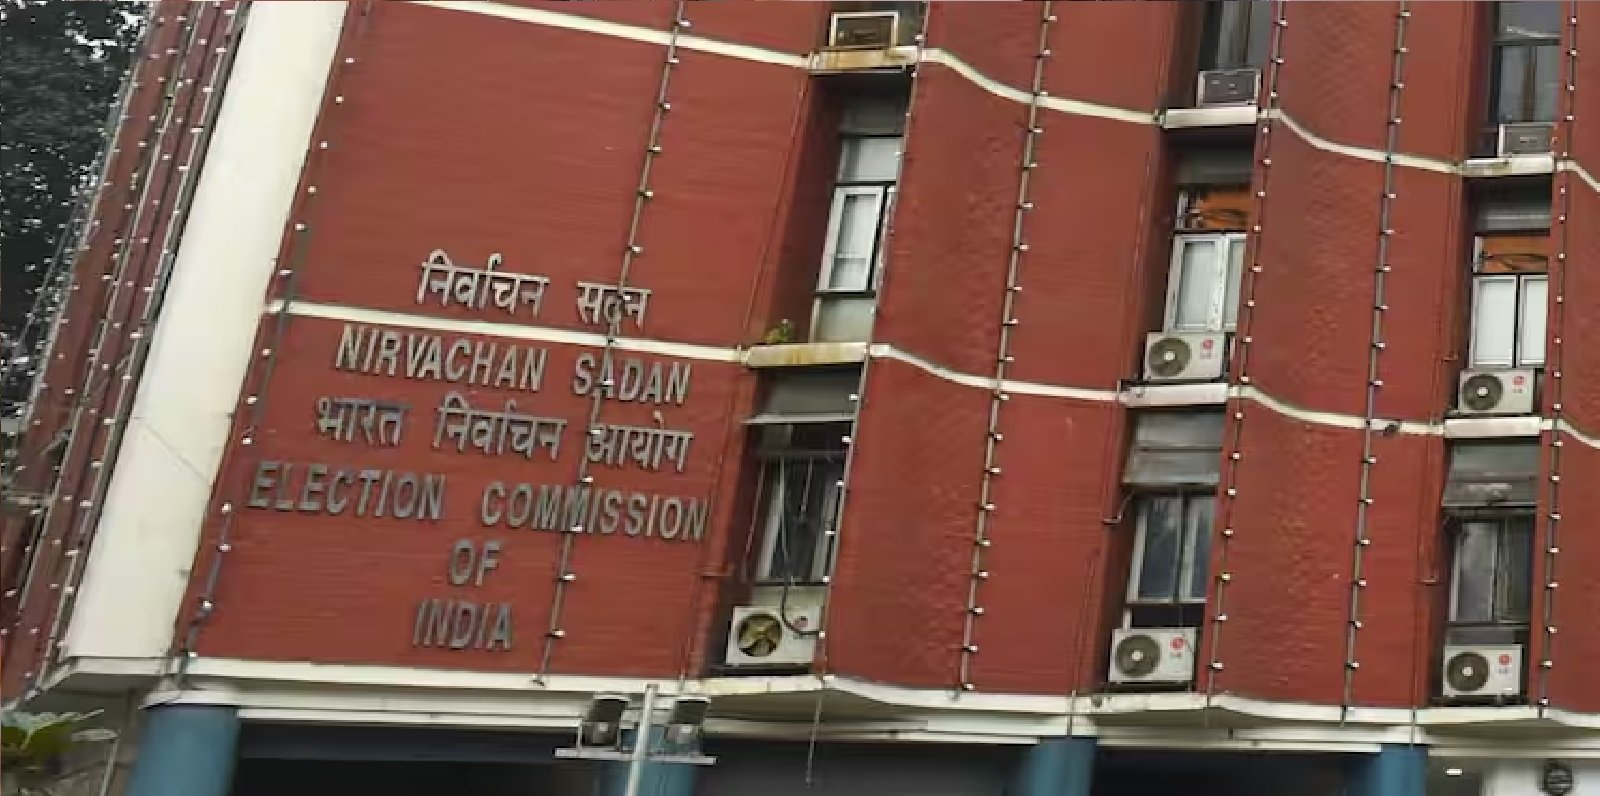 निर्वाचन सदन
NIRVACHAN SADAN
भारत निर्वाचन आयोग
ELECTION COMMISSION
OF
INDIA